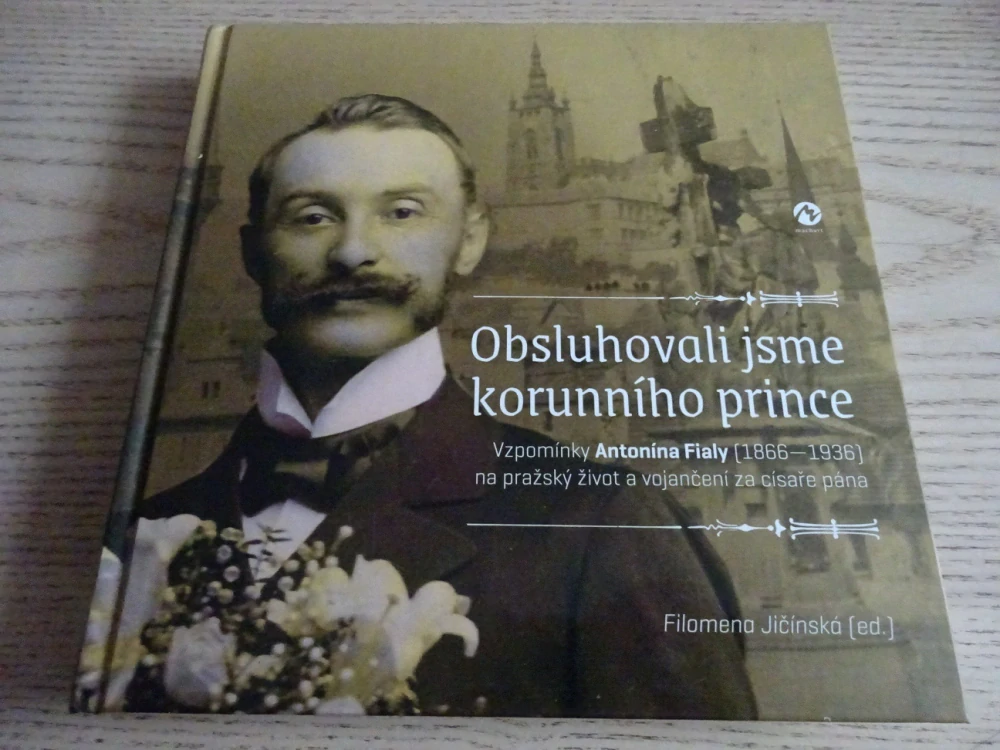 Obsluhovali jsme
korunního prince
Vzpomínky Antonína Fialy (1866—1936)
na pražský život a vojančení za císaře pána
Filomena Jičínská (ed.)